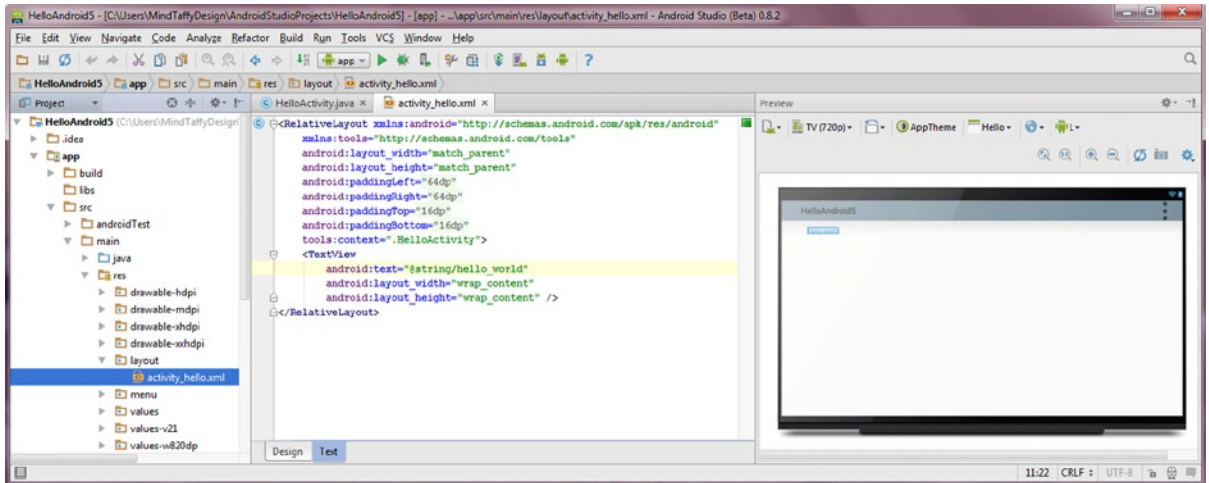 HelloAndroid5 - [C:\Users\MindTaffyDesign\AndroidStudioProjects\HelloAndroid5] - [app] - ...\app\src\main\res\layout\activity_hello.xml - Android Studio (Beta) 0.8.2
File Edit View Navigate Code Analyze Refactor Build Run Tools VCS Window Help
app
HelloAndroid5 app src main res layout activity_hello.xml
Project
HelloAndroid5 (C:\Users\MindTaffyDesign\
.idea
app
build
libs
src
androidTest
main
java
res
drawable-hdpi
drawable-mdpi
drawable-xhdpi
drawable-xxhdpi
layout
activity_hello.xml
menu
values
values-v21
values-w820dp
HelloActivity.java activity_hello.xml
<RelativeLayout xmlns:android="http://schemas.android.com/apk/res/android"
xmlns:tools="http://schemas.android.com/tools"
android:layout_width="match_parent"
android:layout_height="match_parent"
android:paddingLeft="64dp"
android:paddingRight="64dp"
android:paddingTop="16dp"
android:paddingBottom="16dp"
tools:context=".HelloActivity">
<TextView
android:text="@string/hello_world"
android:layout_width="wrap_content"
android:layout_height="wrap_content" />
</RelativeLayout>
Design Text
Preview
TV (720p) AppTheme Hello L
HelloAndroid5
11:22 CRLF UTF-8